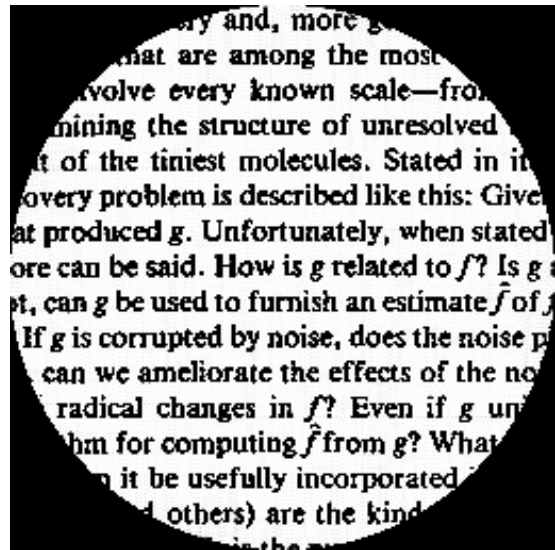 ry and, more g
hat are among the most
volve every known scale—fro
mining the structure of unresolved
t of the tiniest molecules. Stated in it
overy problem is described like this: Give
at produced g. Unfortunately, when stated
ore can be said. How is g related to f? Is g
t, can g be used to furnish an estimate f̂ of
If g is corrupted by noise, does the noise p
can we ameliorate the effects of the no
radical changes in f? Even if g un
hm for computing f̂ from g? What
it be usefully incorporated
others) are the kind
is the